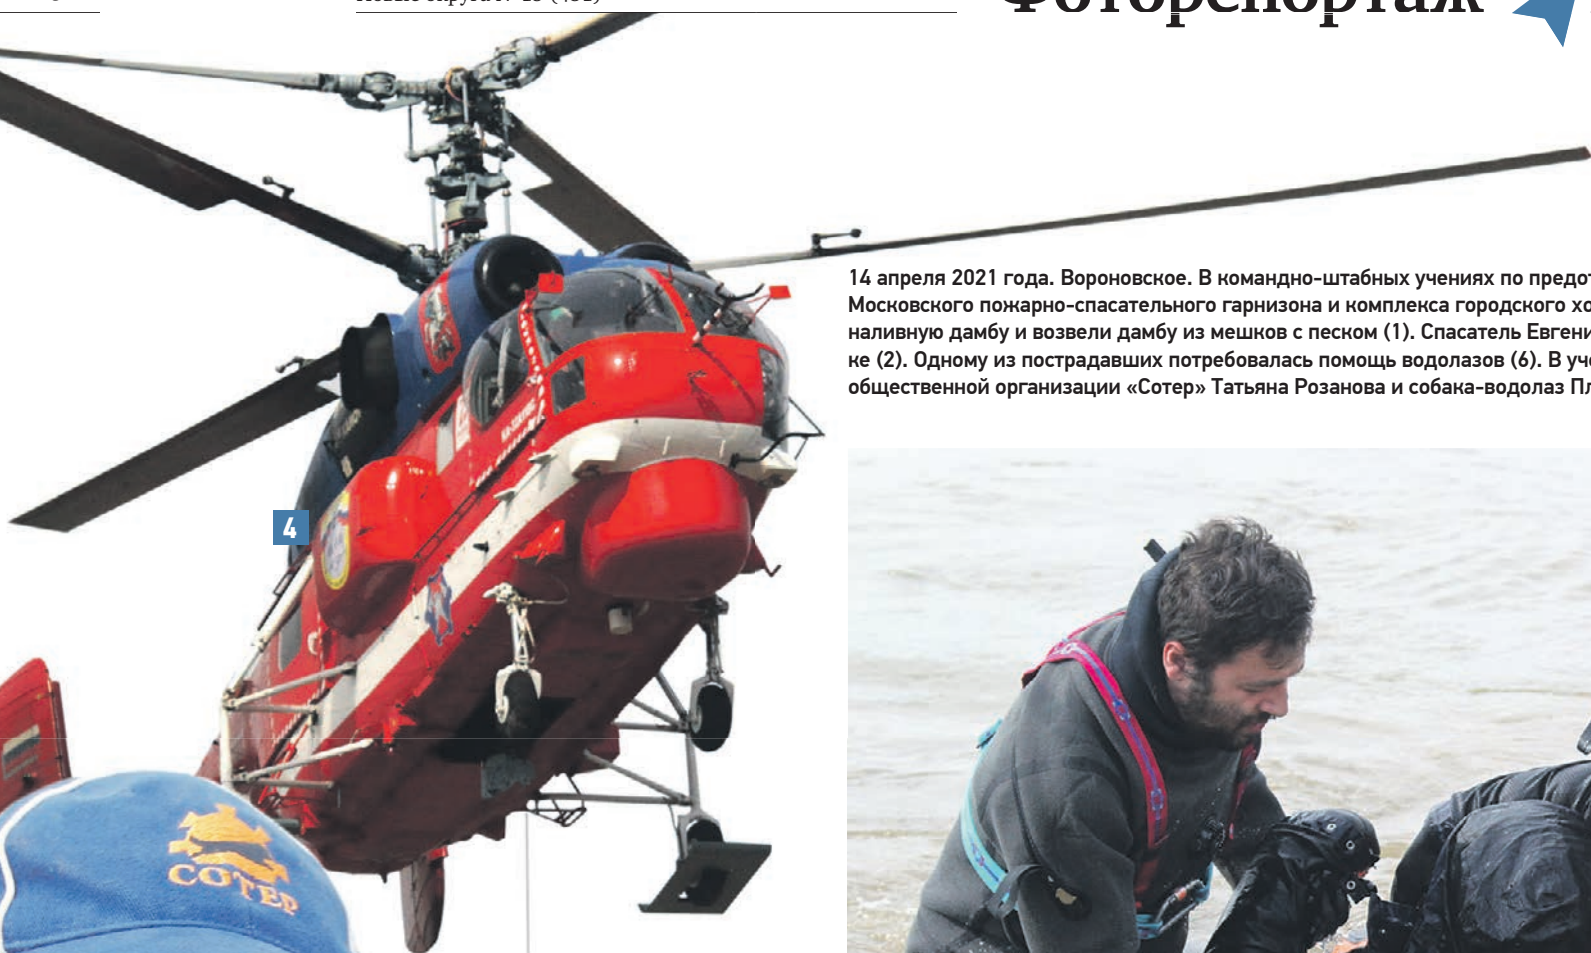 Фоторепортаж
14 апреля 2021 года. Вороновское. В командно-штабных учениях по предот
Московского пожарно-спасательного гарнизона и комплекса городского хо
наливную дамбу и возвели дамбу из мешков с песком (1). Спасатель Евгени
ке (2). Одному из пострадавших потребовалась помощь водолазов (6). В уче
общественной организации «Сотер» Татьяна Розанова и собака-водолаз Пл
4
СОТЕР